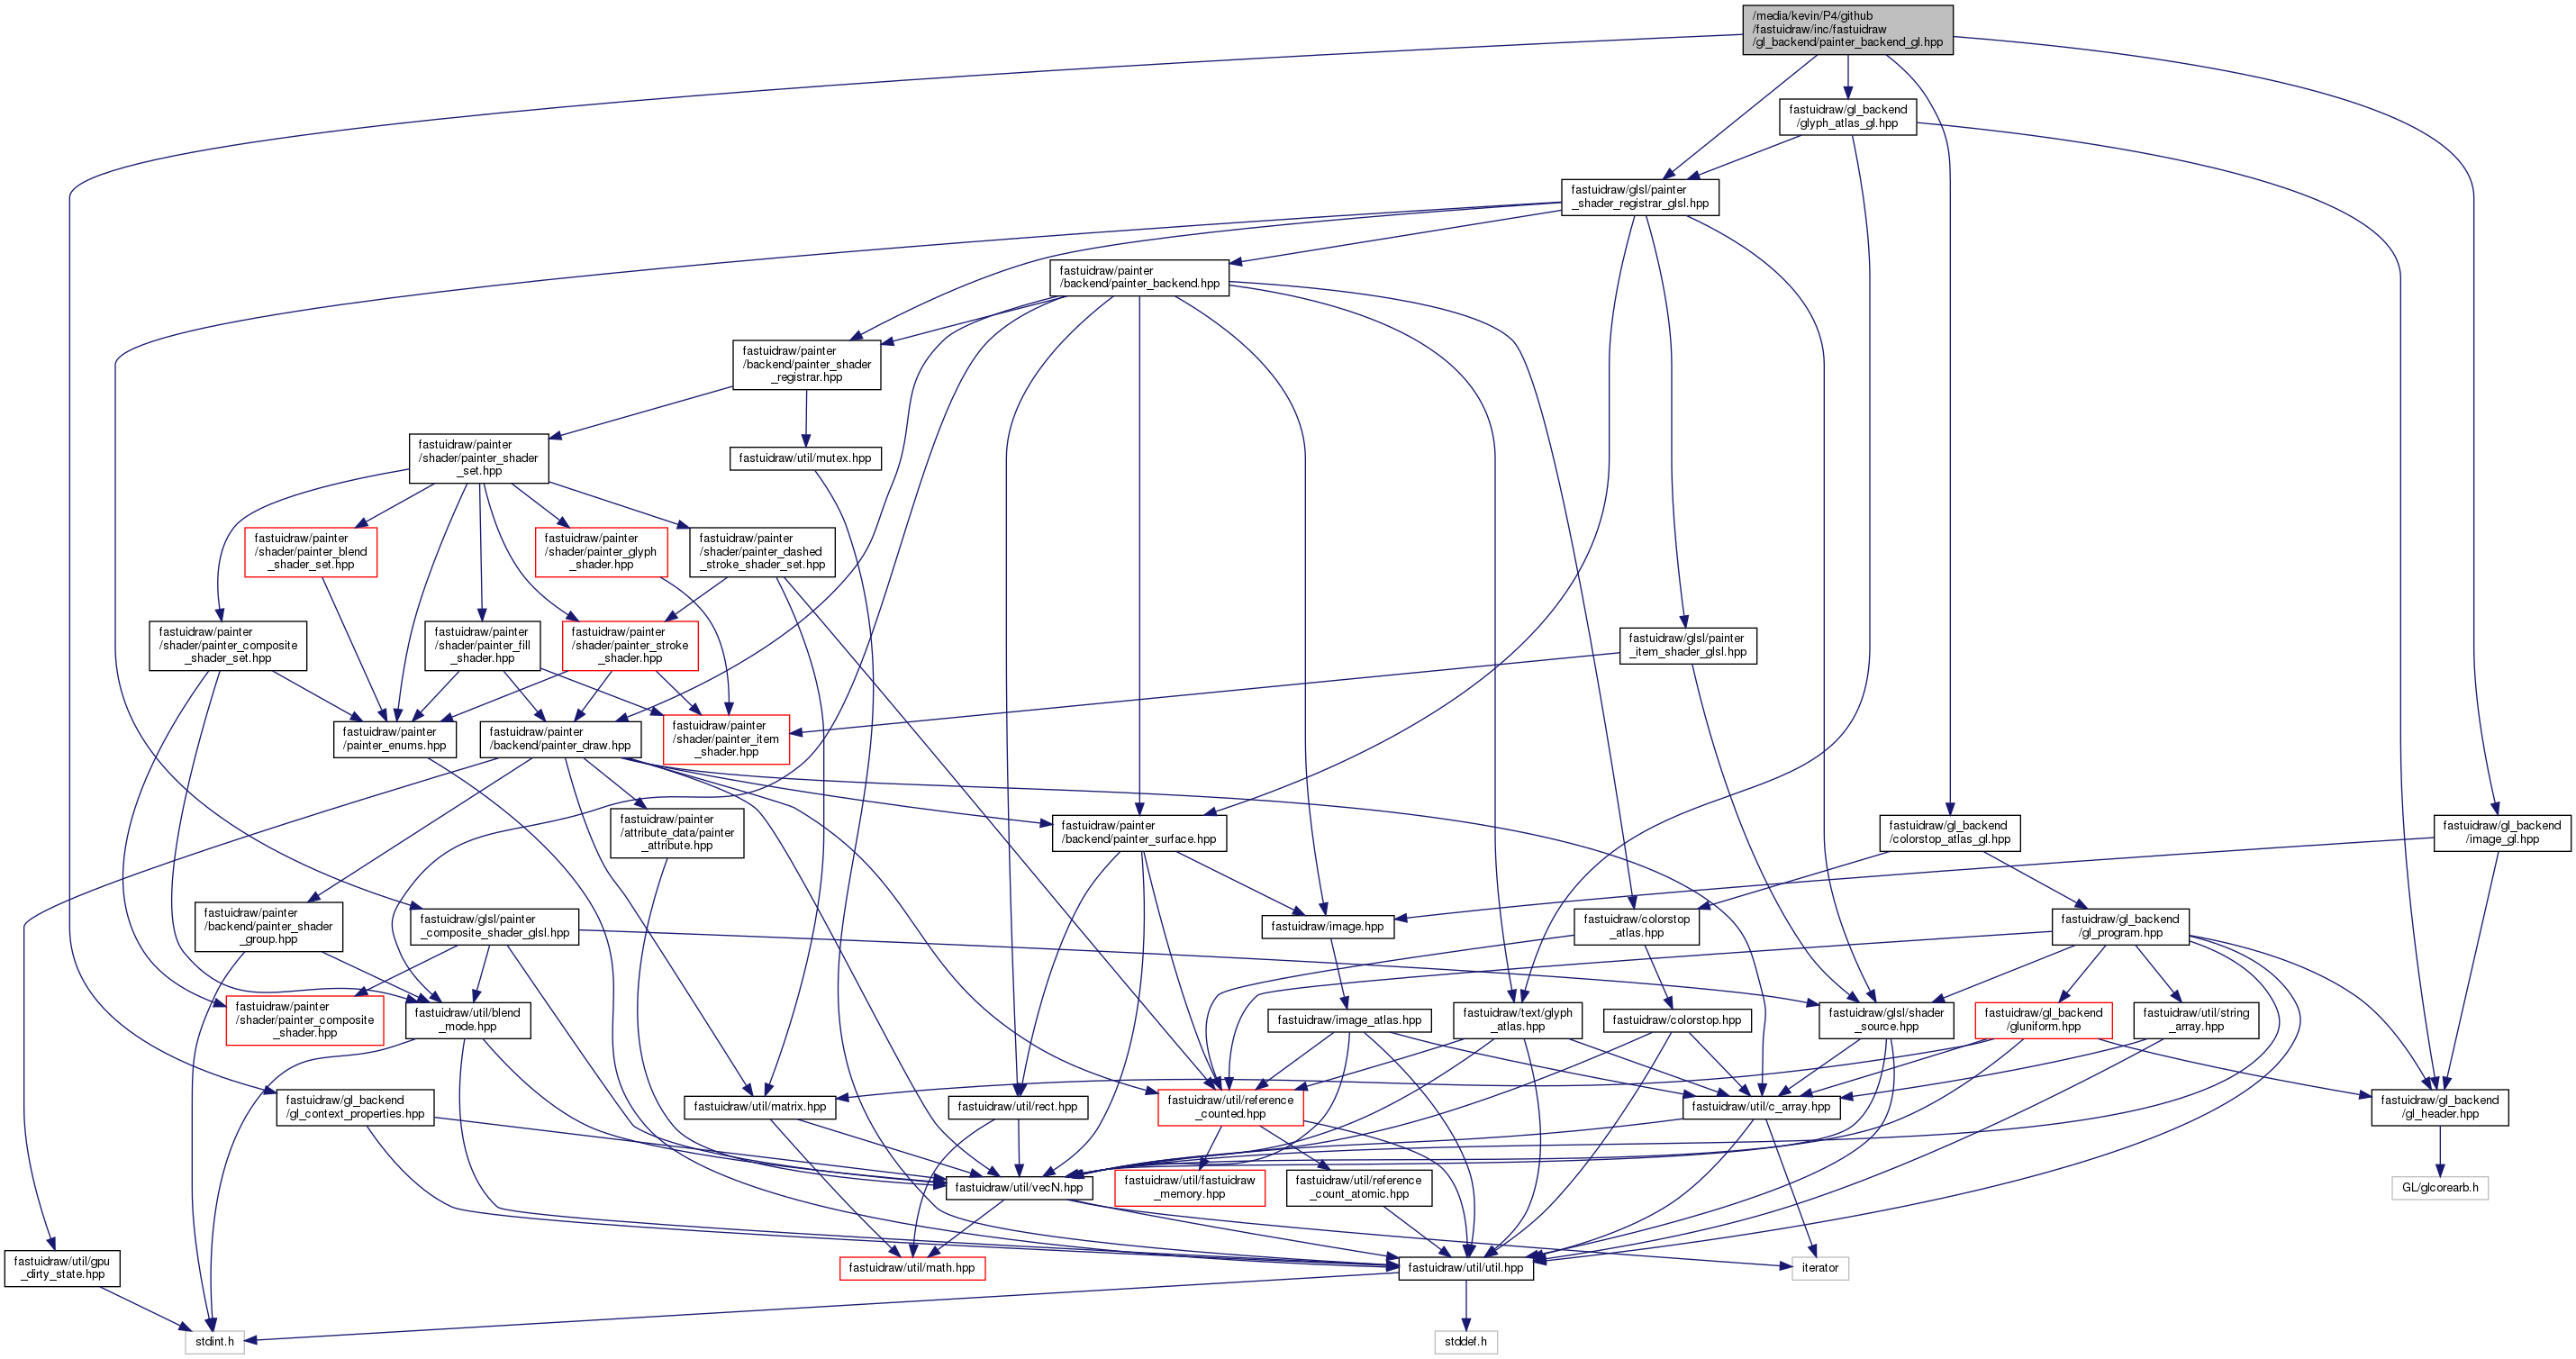 /media/kevin/P4/github
/fastuidraw/inc/fastuidraw
/gl_backend/painter_backend_gl.hpp
fastuidraw/gl_backend
/glyph_atlas_gl.hpp
fastuidraw/glsl/painter
_shader_registrar_glsl.hpp
fastuidraw/painter
/backend/painter_backend.hpp
fastuidraw/painter
/backend/painter_shader
_registrar.hpp
fastuidraw/painter
/shader/painter_shader
_set.hpp
fastuidraw/util/mutex.hpp
fastuidraw/painter
/shader/painter_blend
_shader_set.hpp
fastuidraw/painter
/shader/painter_glyph
_shader.hpp
fastuidraw/painter
/shader/painter_dashed
_stroke_shader_set.hpp
fastuidraw/painter
/shader/painter_composite
_shader_set.hpp
fastuidraw/painter
/shader/painter_fill
_shader.hpp
fastuidraw/painter
/shader/painter_stroke
_shader.hpp
fastuidraw/glsl/painter
_item_shader_glsl.hpp
fastuidraw/painter
/painter_enums.hpp
fastuidraw/painter
/backend/painter_draw.hpp
fastuidraw/painter
/shader/painter_item
_shader.hpp
fastuidraw/painter
/attribute_data/painter
_attribute.hpp
fastuidraw/painter
/backend/painter_surface.hpp
fastuidraw/gl_backend
/colorstop_atlas_gl.hpp
fastuidraw/gl_backend
/image_gl.hpp
fastuidraw/painter
/backend/painter_shader
_group.hpp
fastuidraw/glsl/painter
_composite_shader_glsl.hpp
fastuidraw/image.hpp
fastuidraw/colorstop
_atlas.hpp
fastuidraw/gl_backend
/gl_program.hpp
fastuidraw/painter
/shader/painter_composite
_shader.hpp
fastuidraw/util/blend
_mode.hpp
fastuidraw/image_atlas.hpp
fastuidraw/text/glyph
_atlas.hpp
fastuidraw/colorstop.hpp
fastuidraw/glsl/shader
_source.hpp
fastuidraw/gl_backend
/gluniform.hpp
fastuidraw/util/string
_array.hpp
fastuidraw/gl_backend
/gl_context_properties.hpp
fastuidraw/util/matrix.hpp
fastuidraw/util/rect.hpp
fastuidraw/util/reference
_counted.hpp
fastuidraw/util/c_array.hpp
fastuidraw/gl_backend
/gl_header.hpp
fastuidraw/util/vecN.hpp
fastuidraw/util/fastuidraw
_memory.hpp
fastuidraw/util/reference
_count_atomic.hpp
GL/glcorearb.h
fastuidraw/util/gpu
_dirty_state.hpp
fastuidraw/util/math.hpp
fastuidraw/util/util.hpp
iterator
stdint.h
stddef.h